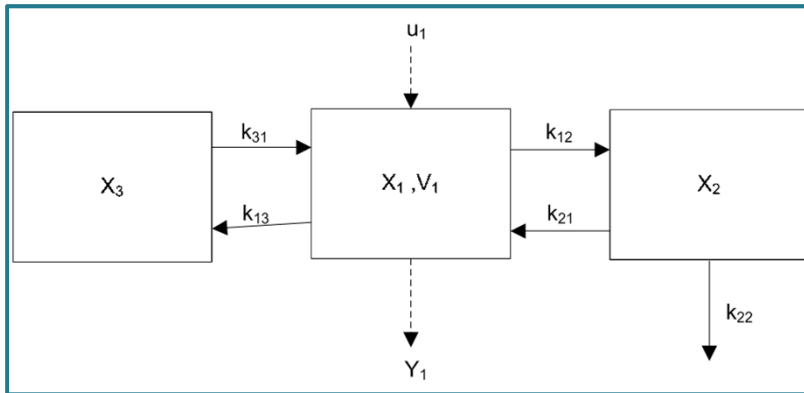 u₁
k₃₁
k₁₂
X₃
X₁ ,V₁
X₂
k₁₃
k₂₁
k₂₂
Y₁